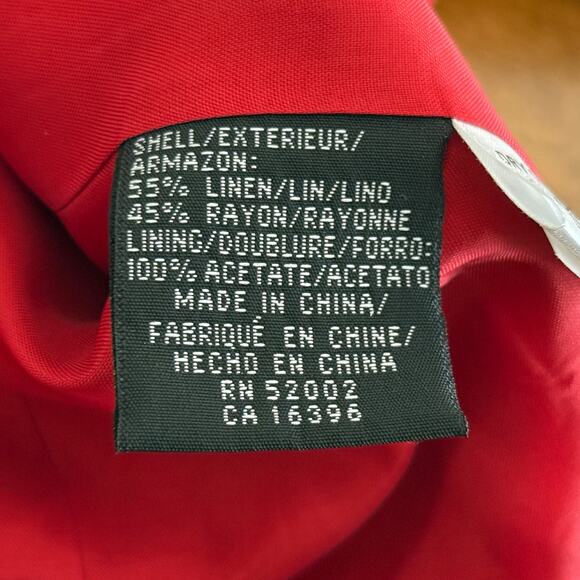 SHELL/EXTERIEUR/
ARMAZON:
55% LINEN/LIN/LINO
45% RAYON/RAYONNE
LINING/DOUBLURE/FORRO:
100% ACETATE/ACETATO
MADE IN CHINA/
FABRIQUÉ EN CHINE/
HECHO EN CHINA
RN 52002
CA 16396